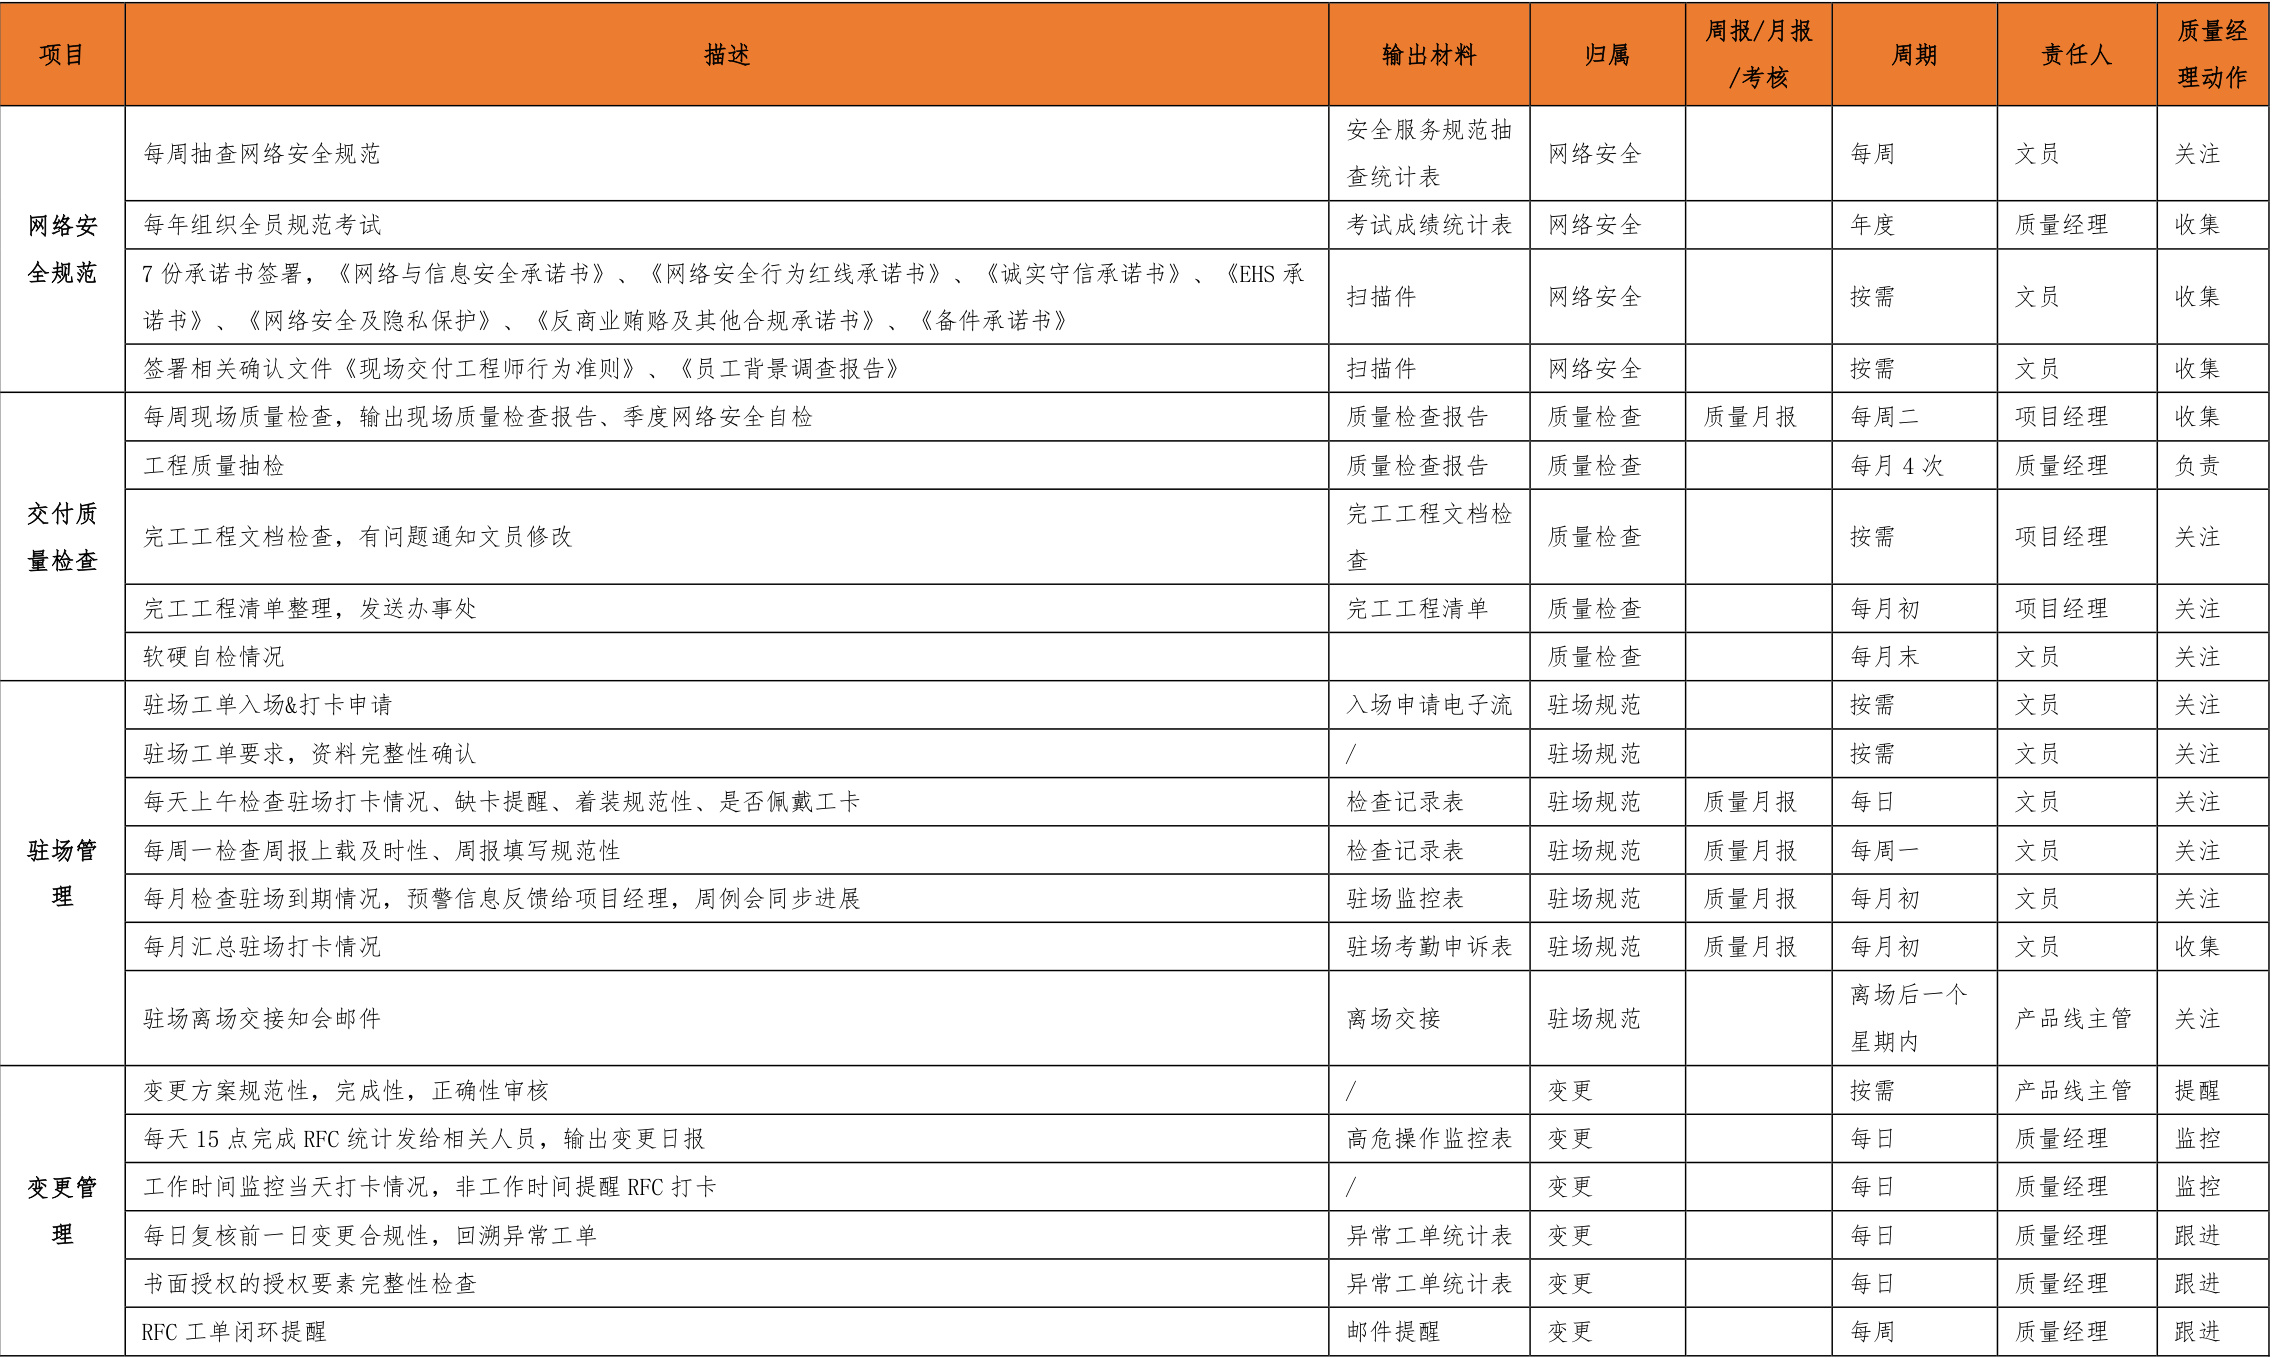 项目 描述 输出材料 归属 周报/月报/考核 周期 责任人 质量经理动作
网络安全规范
每周抽查网络安全规范 安全服务规范抽查统计表 网络安全 每周 文员 关注
每年组织全员规范考试 考试成绩统计表 网络安全 年度 质量经理 收集
7 份承诺书签署，《网络与信息安全承诺书》、《网络安全行为红线承诺书》、《诚实守信承诺书》、《EHS 承诺书》、《网络安全及隐私保护》、《反商业贿赂及其他合规承诺书》、《备件承诺书》 扫描件 网络安全 按需 文员 收集
签署相关确认文件《现场交付工程师行为准则》、《员工背景调查报告》 扫描件 网络安全 按需 文员 收集
交付质量检查
每周现场质量检查，输出现场质量检查报告、季度网络安全自检 质量检查报告 质量检查 质量月报 每周二 项目经理 收集
工程质量抽检 质量检查报告 质量检查 每月 4 次 质量经理 负责
完工工程文档检查，有问题通知文员修改 完工工程文档检查 质量检查 按需 项目经理 关注
完工工程清单整理，发送办事处 完工工程清单 质量检查 每月初 项目经理 关注
软硬自检情况 质量检查 每月末 文员 关注
驻场管理
驻场工单入场&打卡申请 入场申请电子流 驻场规范 按需 文员 关注
驻场工单要求，资料完整性确认 / 驻场规范 按需 文员 关注
每天上午检查驻场打卡情况、缺卡提醒、着装规范性、是否佩戴工卡 检查记录表 驻场规范 质量月报 每日 文员 关注
每周一检查周报上载及时性、周报填写规范性 检查记录表 驻场规范 质量月报 每周一 文员 关注
每月检查驻场到期情况，预警信息反馈给项目经理，周例会同步进展 驻场监控表 驻场规范 质量月报 每月初 文员 关注
每月汇总驻场打卡情况 驻场考勤申诉表 驻场规范 质量月报 每月初 文员 收集
驻场离场交接知会邮件 离场交接 驻场规范 离场后一个星期内 产品线主管 关注
变更管理
变更方案规范性，完成性，正确性审核 / 变更 按需 产品线主管 提醒
每天 15 点完成 RFC 统计发给相关人员，输出变更日报 高危操作监控表 变更 每日 质量经理 监控
工作时间监控当天打卡情况，非工作时间提醒 RFC 打卡 / 变更 每日 质量经理 监控
每日复核前一日变更合规性，回溯异常工单 异常工单统计表 变更 每日 质量经理 跟进
书面授权的授权要素完整性检查 异常工单统计表 变更 每日 质量经理 跟进
RFC 工单闭环提醒 邮件提醒 变更 每周 质量经理 跟进